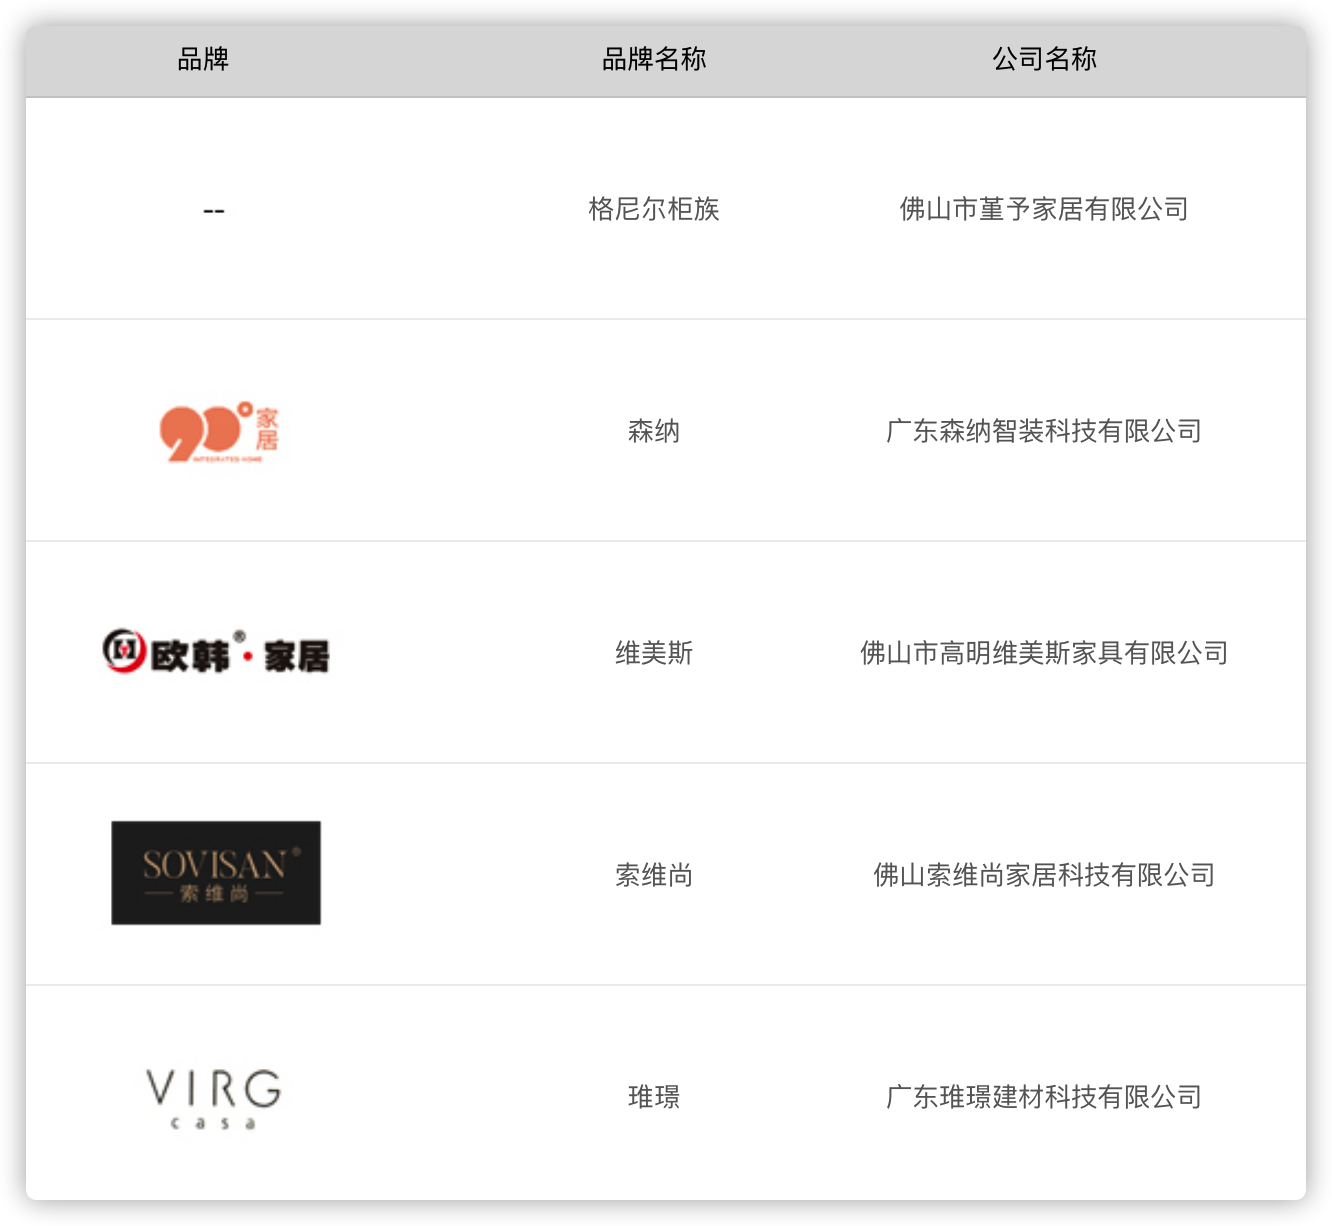 品牌 品牌名称 公司名称
-- 格尼尔柜族 佛山市堇予家居有限公司
90° 家居
INTEGRATED HOME
森纳 广东森纳智装科技有限公司
H 欧韩®·家居 维美斯 佛山市高明维美斯家具有限公司
SOVISAN®
索维尚
索维尚 佛山索维尚家居科技有限公司
VIRG
casa
琟璟 广东琟璟建材科技有限公司